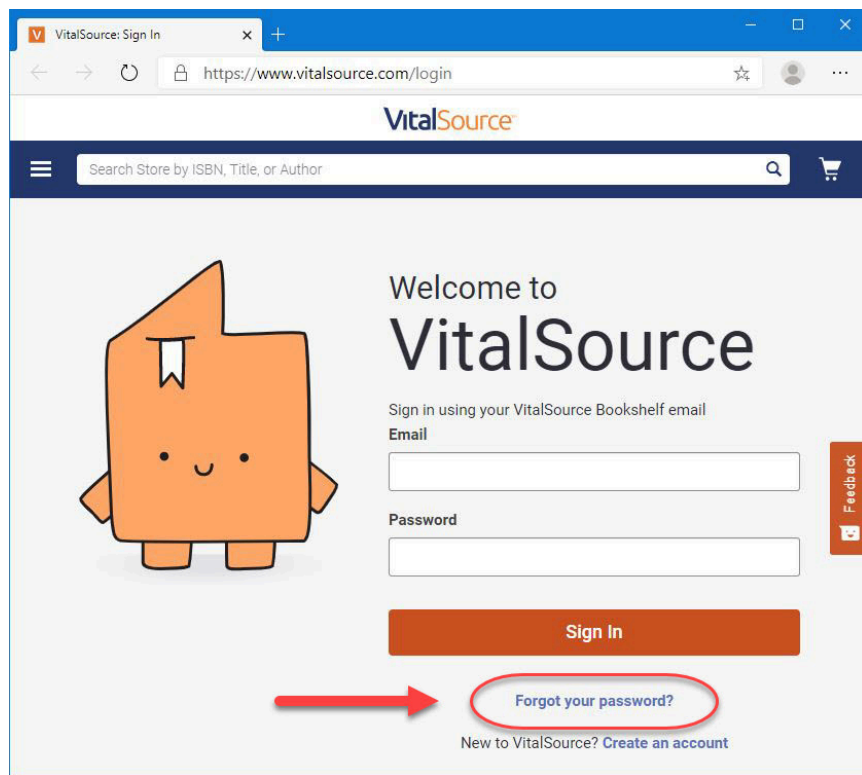 VitalSource: Sign In
https://www.vitalsource.com/login
VitalSource
Search Store by ISBN, Title, or Author
Welcome to
VitalSource
Sign in using your VitalSource Bookshelf email
Email
Feedback
Password
Sign In
Forgot your password?
New to VitalSource? Create an account